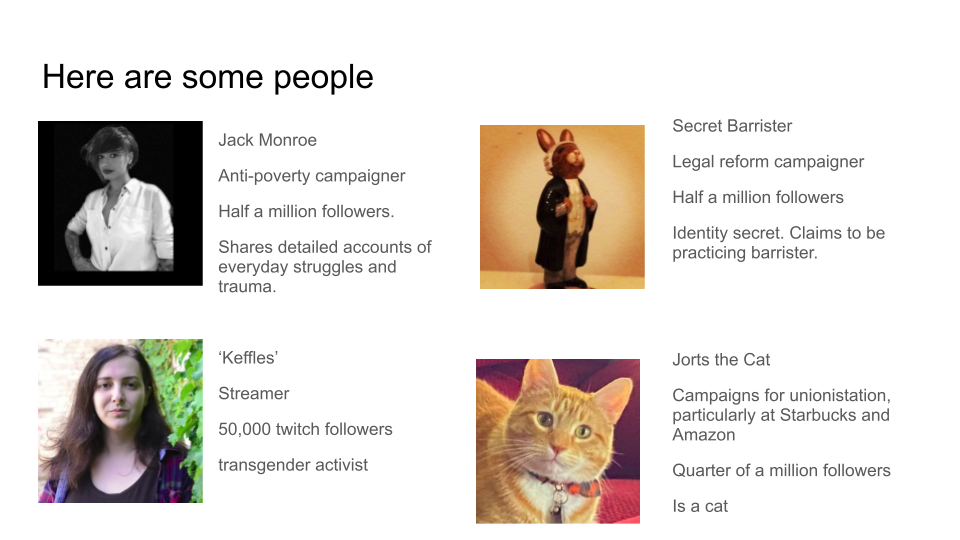 Here are some people
Jack Monroe
Anti-poverty campaigner
Half a million followers.
Shares detailed accounts of
everyday struggles and
trauma.
Secret Barrister
Legal reform campaigner
Half a million followers
Identity secret. Claims to be
practicing barrister.
‘Keffles’
Streamer
50,000 twitch followers
transgender activist
Jorts the Cat
Campaigns for unionistation,
particularly at Starbucks and
Amazon
Quarter of a million followers
Is a cat